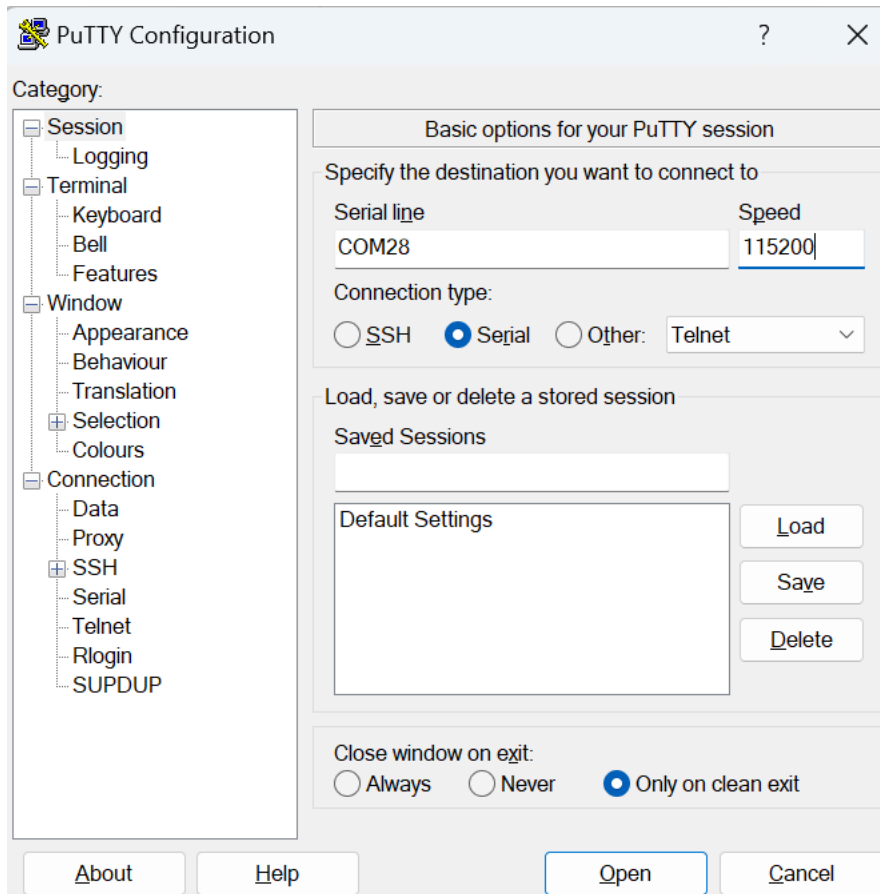 PuTTY Configuration ? ×
Category:
Session
Logging
Terminal
Keyboard
Bell
Features
Window
Appearance
Behaviour
Translation
Selection
Colours
Connection
Data
Proxy
SSH
Serial
Telnet
Rlogin
SUPDUP
Basic options for your PuTTY session
Specify the destination you want to connect to
Serial line Speed
COM28 115200
Connection type:
SSH Serial Other: Telnet
Load, save or delete a stored session
Saved Sessions
Default Settings
Load
Save
Delete
Close window on exit:
Always Never Only on clean exit
About Help Open Cancel